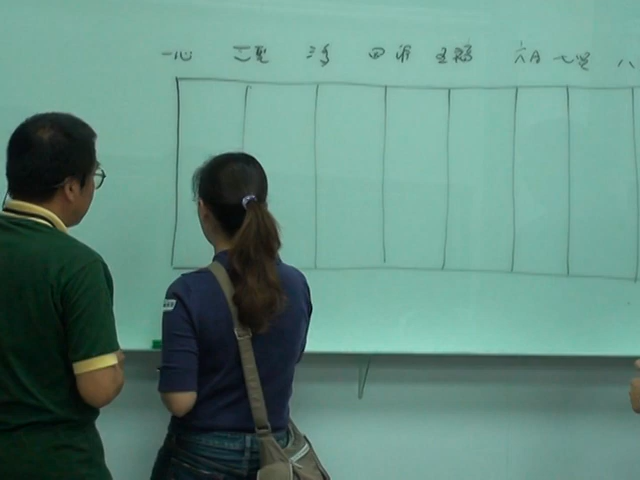 一心 二聖 三多 四維 五福 六合 七賢 八